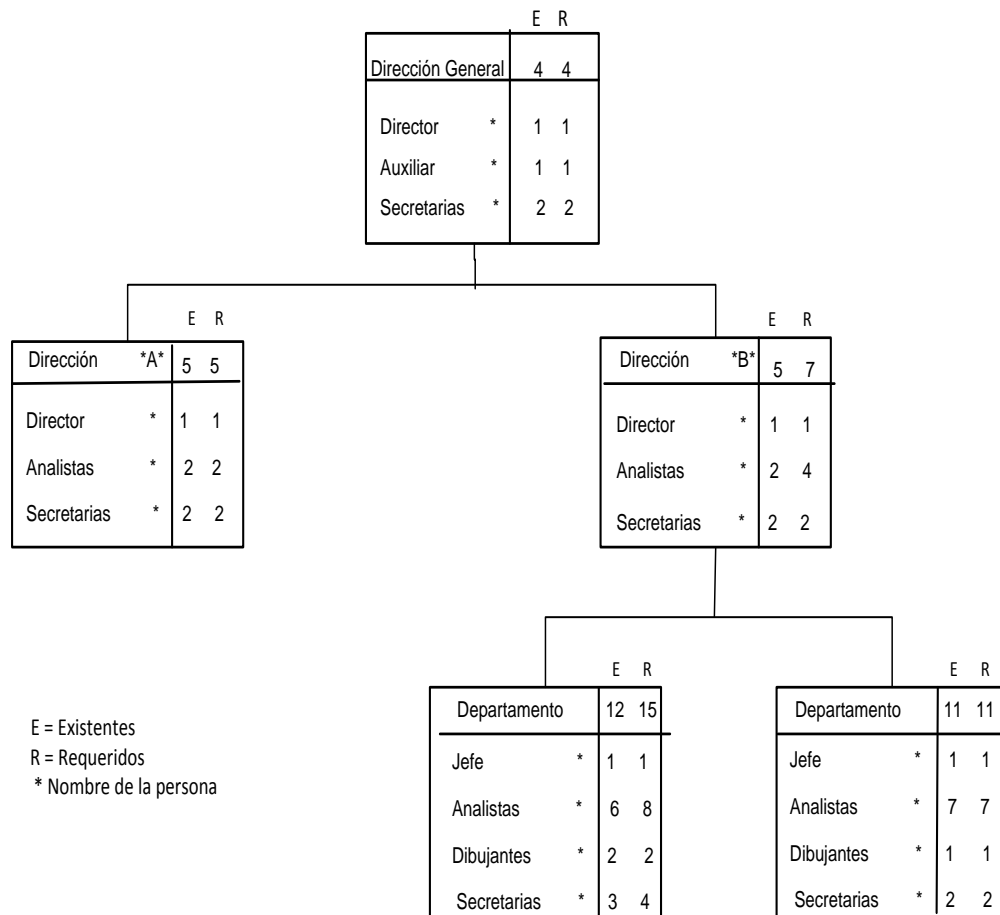 E R
Dirección General 4 4
Director * 1 1
Auxiliar * 1 1
Secretarias * 2 2
E R
Dirección *A* 5 5
Director * 1 1
Analistas * 2 2
Secretarias * 2 2
E R
Dirección *B* 5 7
Director * 1 1
Analistas * 2 4
Secretarias * 2 2
E R
Departamento 12 15
Jefe * 1 1
Analistas * 6 8
Dibujantes * 2 2
Secretarias * 3 4
E R
Departamento 11 11
Jefe * 1 1
Analistas * 7 7
Dibujantes * 1 1
Secretarias * 2 2
E = Existentes
R = Requeridos
* Nombre de la persona